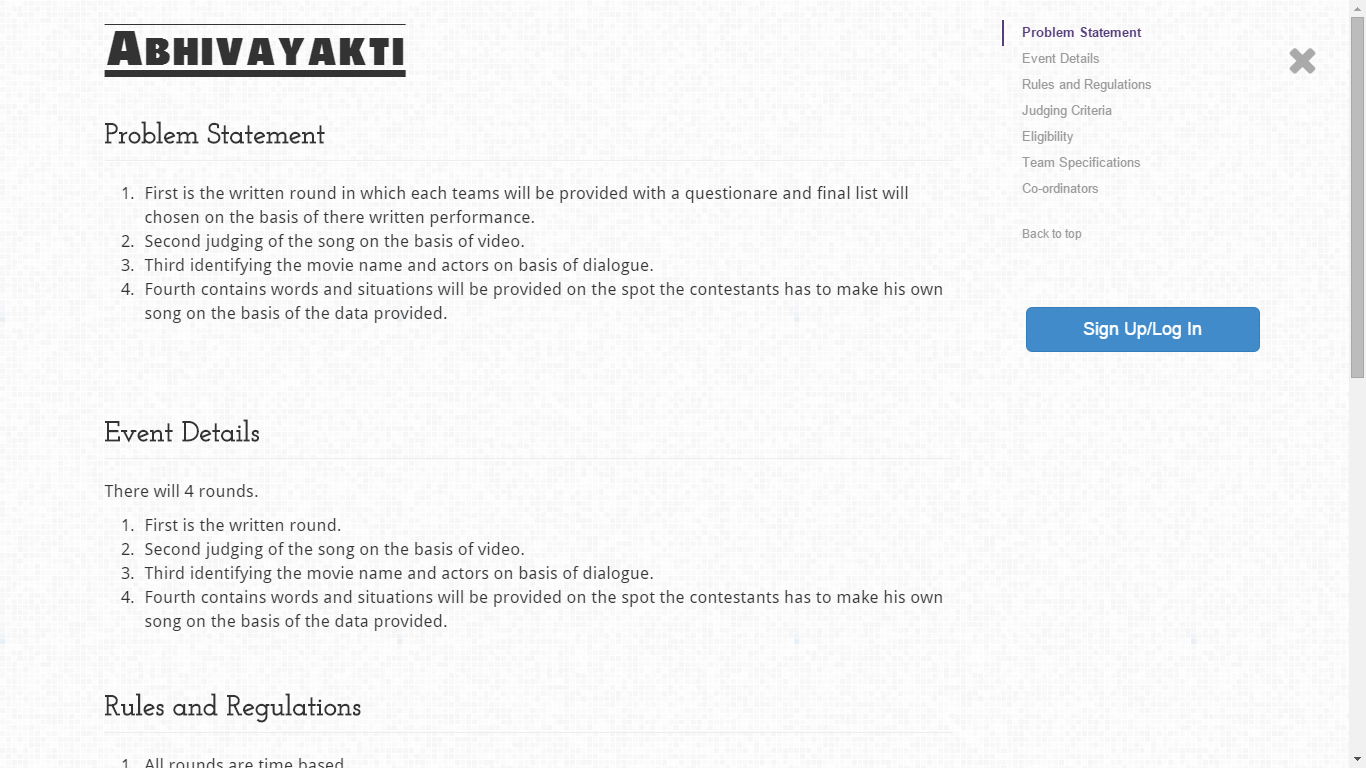 ABHIVAYAKTI
Problem Statement
1. First is the written round in which each teams will be provided with a questionare and final list will
chosen on the basis of there written performance.
2. Second judging of the song on the basis of video.
3. Third identifying the movie name and actors on basis of dialogue.
4. Fourth contains words and situations will be provided on the spot the contestants has to make his own
song on the basis of the data provided.
Event Details
There will 4 rounds.
1. First is the written round.
2. Second judging of the song on the basis of video.
3. Third identifying the movie name and actors on basis of dialogue.
4. Fourth contains words and situations will be provided on the spot the contestants has to make his own
song on the basis of the data provided.
Rules and Regulations
1. All rounds are time based
Problem Statement
Event Details
Rules and Regulations
Judging Criteria
Eligibility
Team Specifications
Co-ordinators
Back to top
Sign Up/Log In